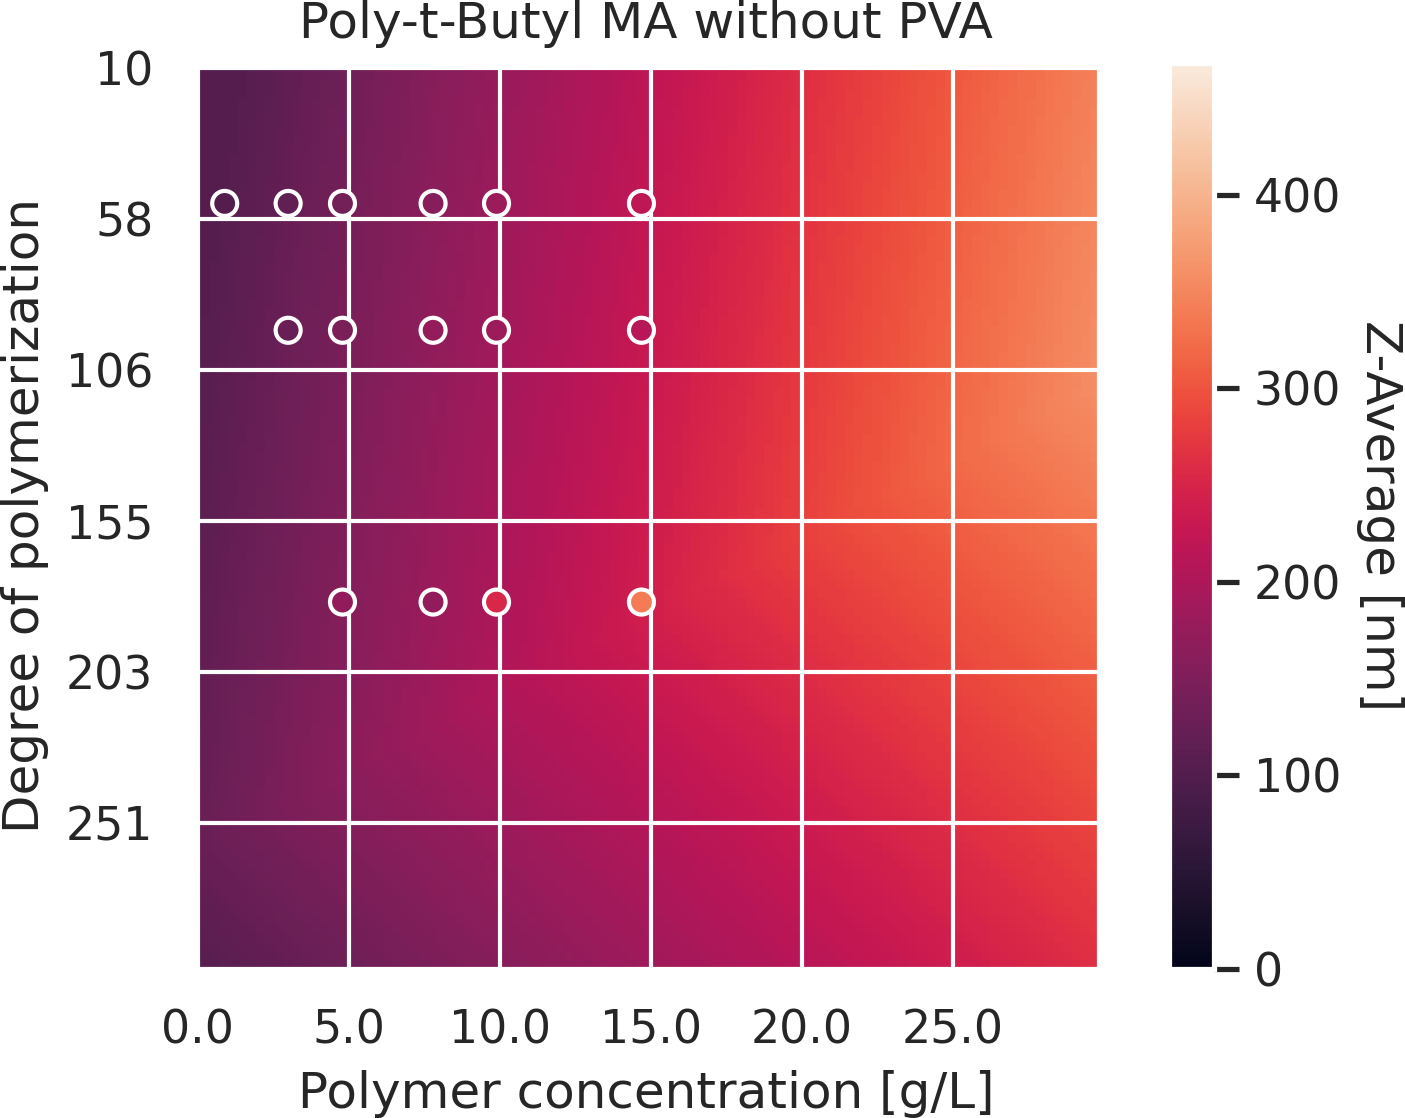 Poly-t-Butyl MA without PVA
Degree of polymerization
10
58
106
155
203
251
0.0 5.0 10.0 15.0 20.0 25.0
Polymer concentration [g/L]
400
300
200
100
0
Z-Average [nm]